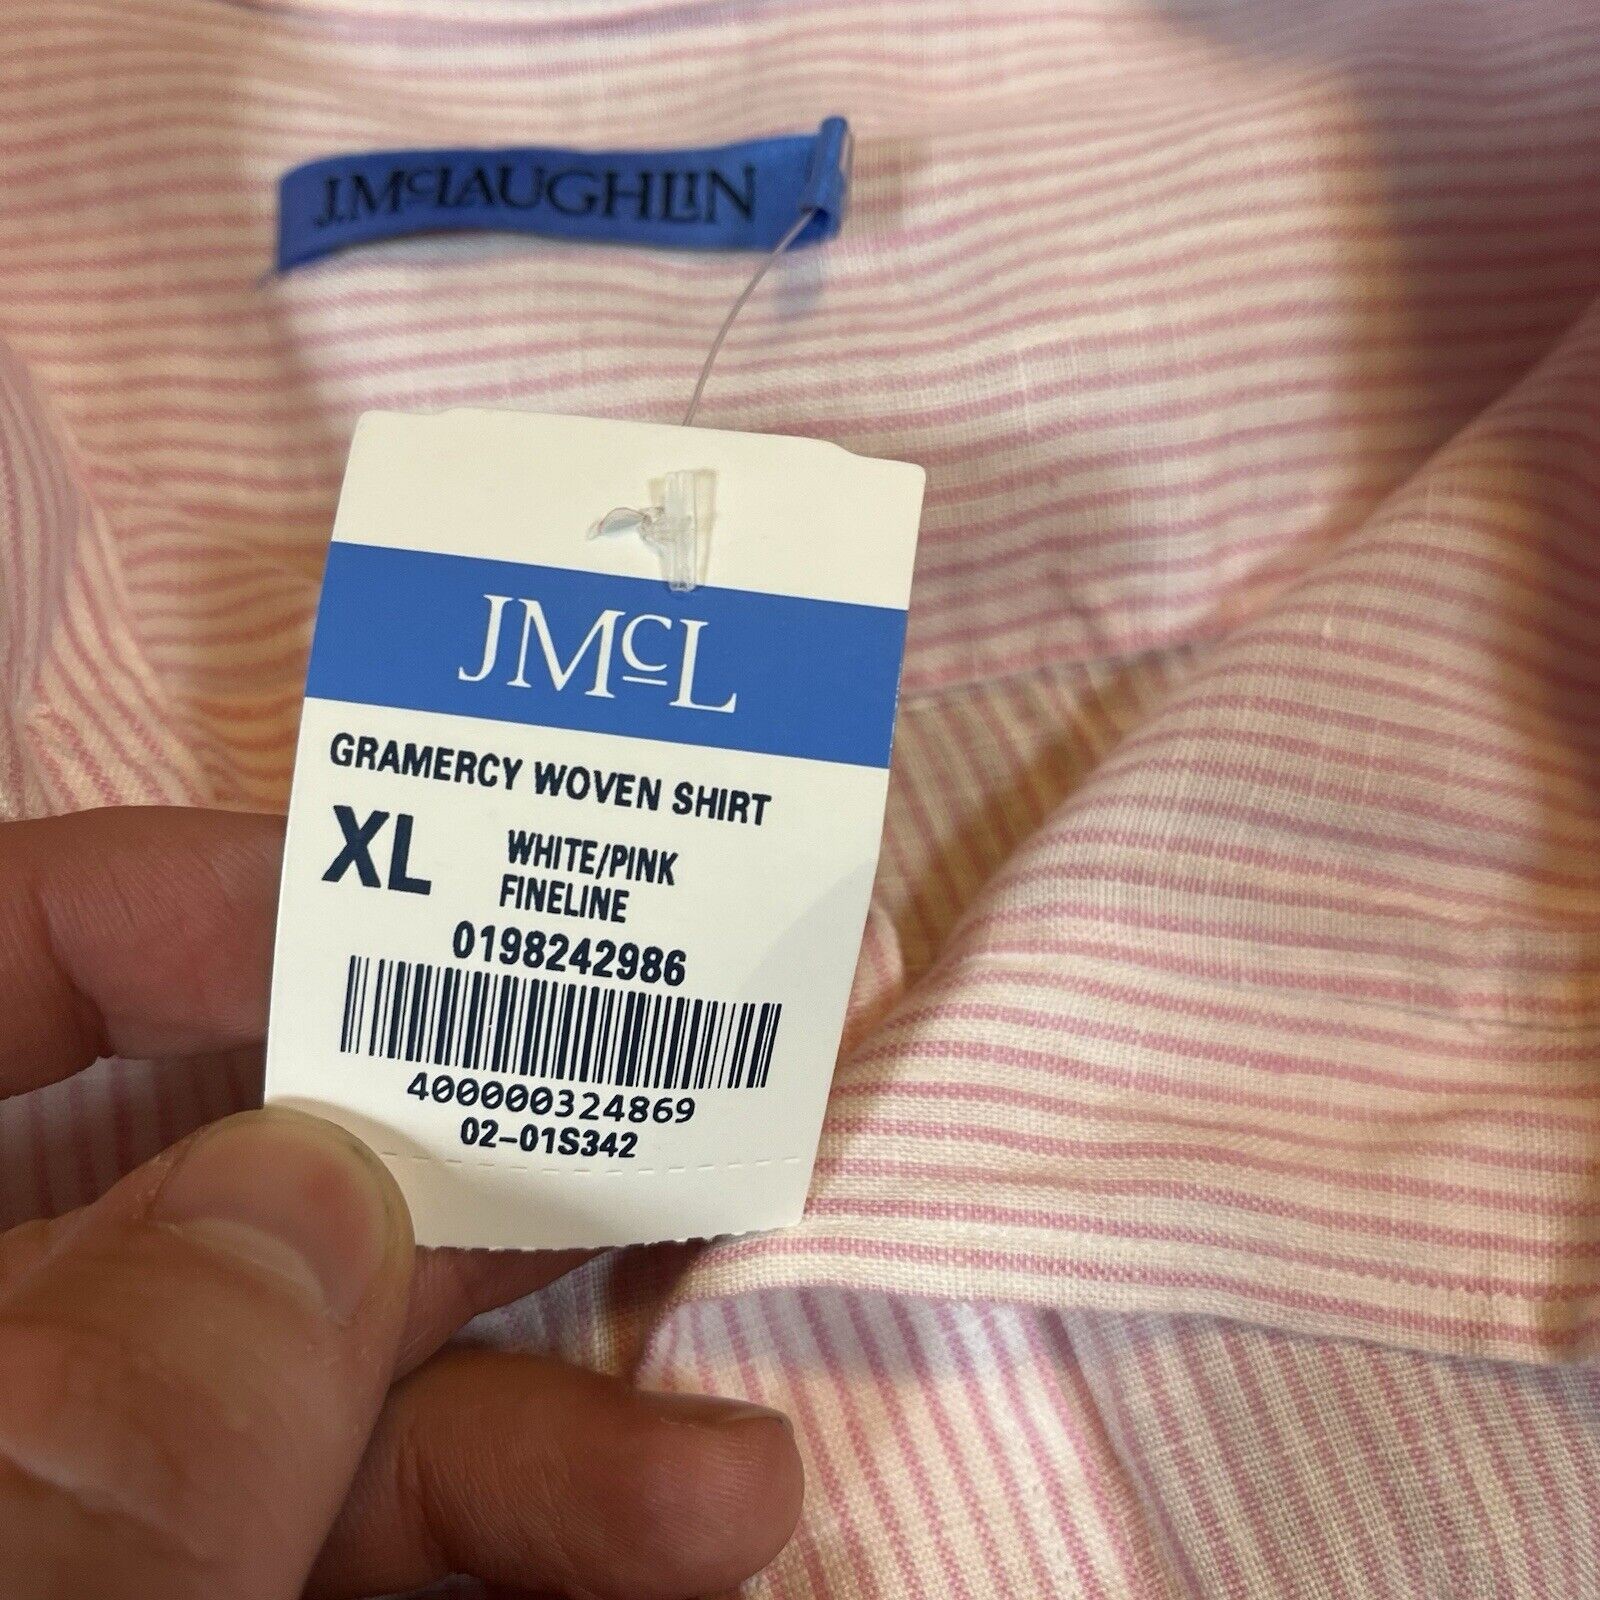 J.McLAUGHLIN
JMcL
GRAMERCY WOVEN SHIRT
XL
WHITE/PINK
FINELINE
0198242986
400000324869
02-01S342